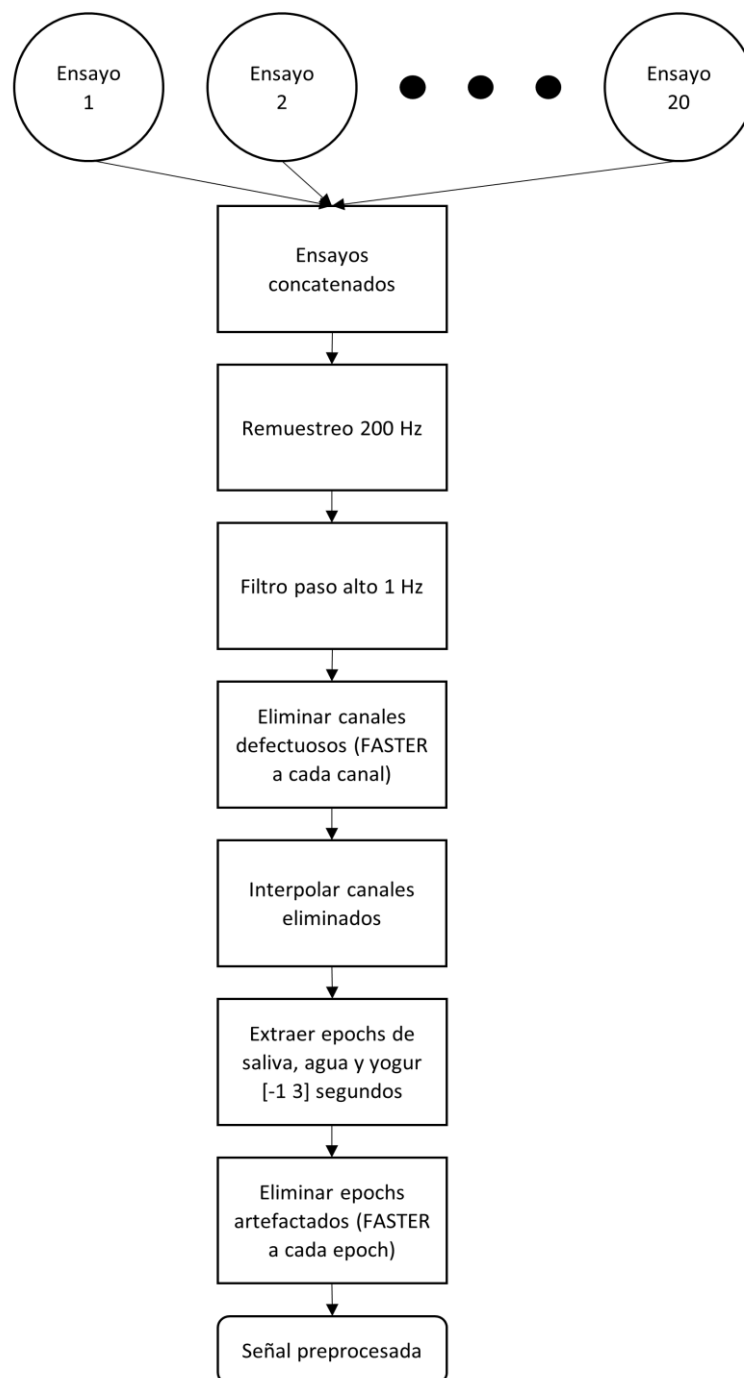 Ensayo
1
Ensayo
2
Ensayo
20
Ensayos
concatenados
Remuestreo 200 Hz
Filtro paso alto 1 Hz
Eliminar canales
defectuosos (FASTER
a cada canal)
Interpolar canales
eliminados
Extraer epochs de
saliva, agua y yogur
[-1 3] segundos
Eliminar epochs
artefactados (FASTER
a cada epoch)
Señal preprocesada